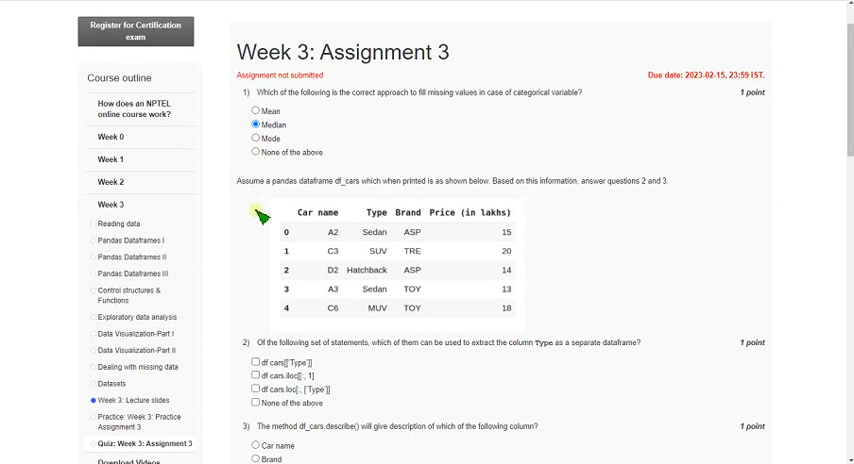 Register for Certification
exam
Week 3: Assignment 3
Assignment not submitted
Due date: 2023-02-15, 23:59 IST.
Course outline
How does an NPTEL
online course work?
Week 0
Week 1
Week 2
Week 3
Reading data
Pandas Dataframes I
Pandas Dataframes II
Pandas Dataframes III
Control structures &
Functions
Exploratory data analysis
Data Visualization-Part I
Data Visualization-Part II
Dealing with missing data
Datasets
Week 3: Lecture slides
Practice: Week 3: Practice
Assignment 3
Quiz: Week 3: Assignment 3
Download Videos
1) Which of the following is the correct approach to fill missing values in case of categorical variable? 1 point
Mean
Median
Mode
None of the above
Assume a pandas dataframe df_cars which when printed is as shown below. Based on this information, answer questions 2 and 3.
Car name Type Brand Price (in lakhs)
0 A2 Sedan ASP 15
1 C3 SUV TRE 20
2 D2 Hatchback ASP 14
3 A3 Sedan TOY 13
4 C6 MUV TOY 18
2) Of the following set of statements, which of them can be used to extract the column Type as a separate dataframe? 1 point
df cars[['Type']]
df cars.iloc[[:, 1]
df cars.loc[:, ['Type']]
None of the above
3) The method df_cars.describe() will give description of which of the following column? 1 point
Car name
Brand